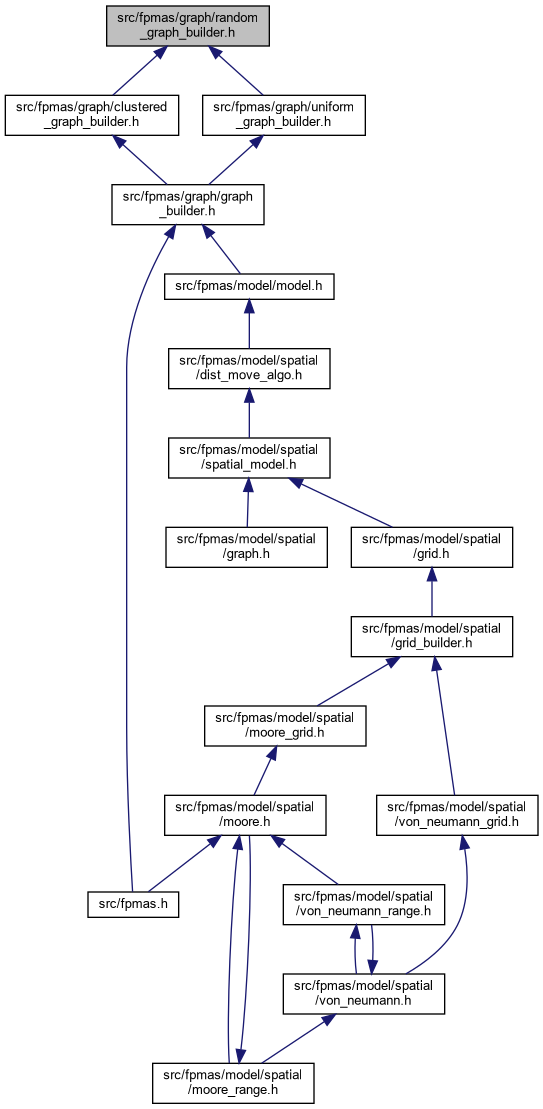 src/fpmas/graph/random
_graph_builder.h
src/fpmas/graph/clustered
_graph_builder.h
src/fpmas/graph/uniform
_graph_builder.h
src/fpmas/graph/graph
_builder.h
src/fpmas/model/model.h
src/fpmas/model/spatial
/dist_move_algo.h
src/fpmas/model/spatial
/spatial_model.h
src/fpmas/model/spatial
/graph.h
src/fpmas/model/spatial
/grid.h
src/fpmas/model/spatial
/grid_builder.h
src/fpmas/model/spatial
/moore_grid.h
src/fpmas/model/spatial
/moore.h
src/fpmas/model/spatial
/von_neumann_grid.h
src/fpmas.h
src/fpmas/model/spatial
/von_neumann_range.h
src/fpmas/model/spatial
/von_neumann.h
src/fpmas/model/spatial
/moore_range.h